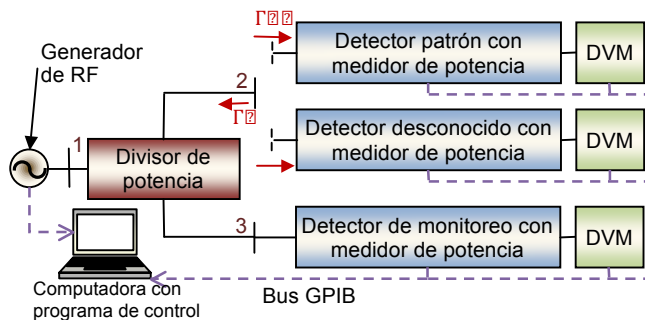 Generador
de RF
1
Divisor de
potencia
2
3
Γ
Γ
Detector patrón con
medidor de potencia
DVM
Detector desconocido con
medidor de potencia
DVM
Detector de monitoreo con
medidor de potencia
DVM
Computadora con
programa de control
Bus GPIB